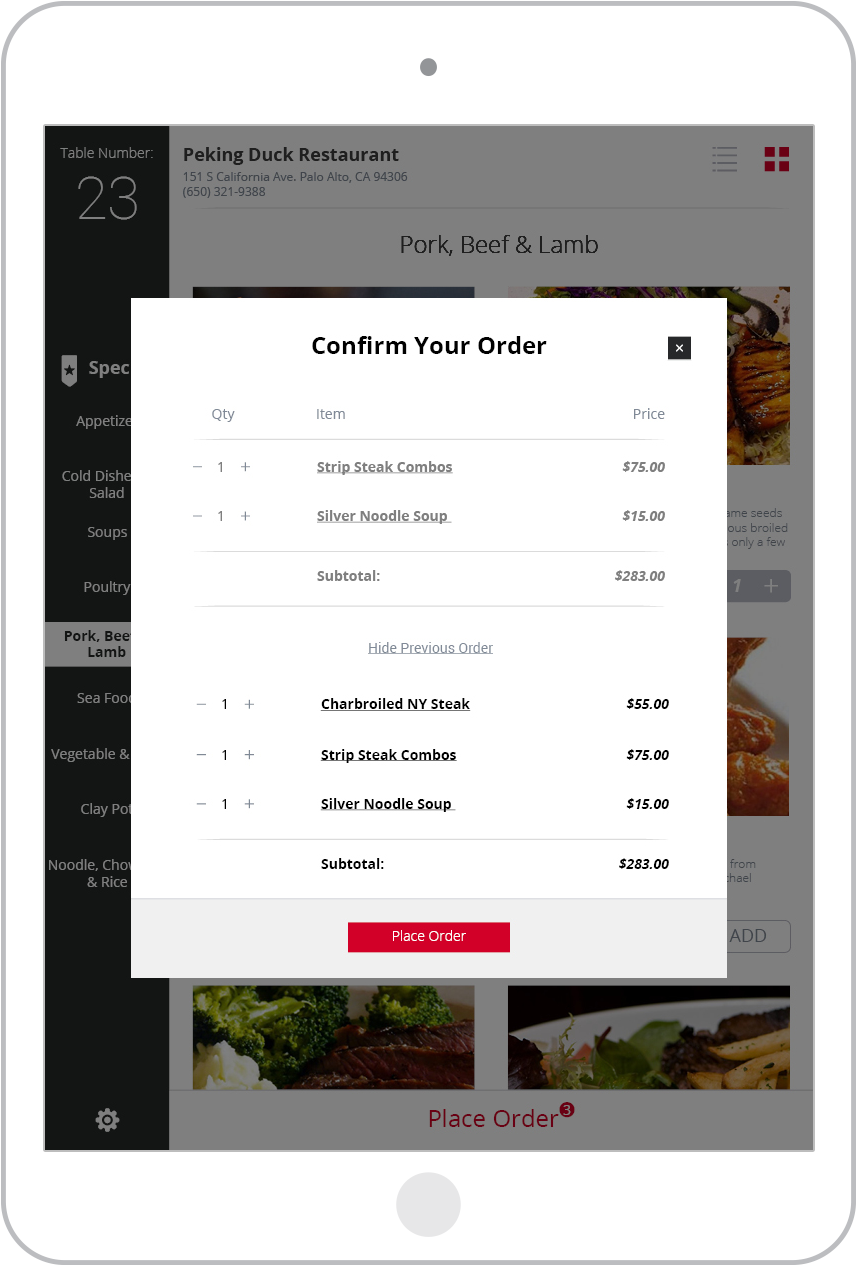 Table Number:
23
Peking Duck Restaurant
151 S California Ave. Palo Alto, CA 94306
(650) 321-9388
Pork, Beef & Lamb
Confirm Your Order
×
Qty Item Price
− 1 + Strip Steak Combos $75.00
− 1 + Silver Noodle Soup $15.00
Subtotal: $283.00
Hide Previous Order
− 1 + Charbroiled NY Steak $55.00
− 1 + Strip Steak Combos $75.00
− 1 + Silver Noodle Soup $15.00
Subtotal: $283.00
Place Order
Spec
Appetize
Cold Dishe
Salad
Soups
Poultry
Pork, Bee
Lamb
Sea Foo
Vegetable &
Clay Pot
Noodle, Cho
& Rice
ame seeds
ous broiled
only a few
1 +
from
chael
ADD
Place Order 3